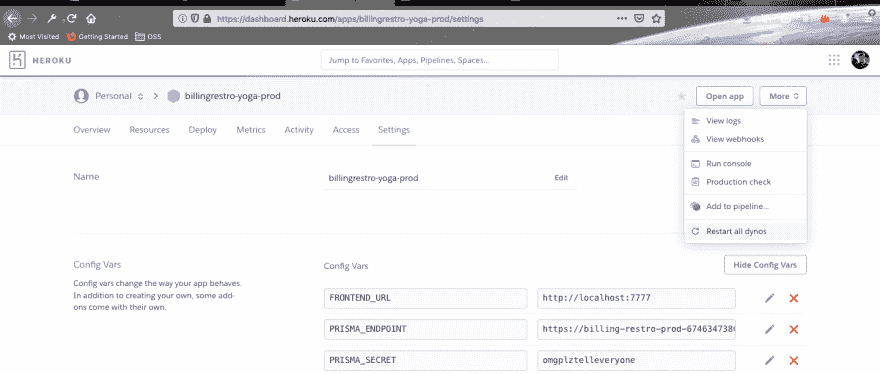 https://dashboard.heroku.com/apps/billingrestro-yoga-prod/settings
Most Visited Getting Started OSS
HEROKU Jump to Favorites, Apps, Pipelines, Spaces...
Personal billingrestro-yoga-prod Open app More
Overview Resources Deploy Metrics Activity Access Settings
View logs
View webhooks
Run console
Production check
Add to pipeline...
Restart all dynos
Name billingrestro-yoga-prod Edit
Config Vars
Config vars change the way your app behaves.
In addition to creating your own, some add-
ons come with their own.
Config Vars Hide Config Vars
FRONTEND_URL http://localhost:7777
PRISMA_ENDPOINT https://billing-restro-prod-674634738
PRISMA_SECRET omgplztelleveryone